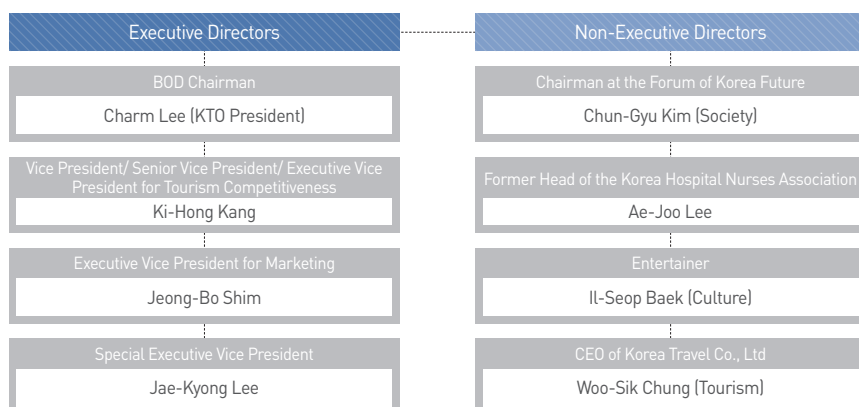 Executive Directors
BOD Chairman
Charm Lee (KTO President)
Vice President/ Senior Vice President/ Executive Vice
President for Tourism Competitiveness
Ki-Hong Kang
Executive Vice President for Marketing
Jeong-Bo Shim
Special Executive Vice President
Jae-Kyong Lee
Non-Executive Directors
Chairman at the Forum of Korea Future
Chun-Gyu Kim (Society)
Former Head of the Korea Hospital Nurses Association
Ae-Joo Lee
Entertainer
Il-Seop Baek (Culture)
CEO of Korea Travel Co., Ltd
Woo-Sik Chung (Tourism)